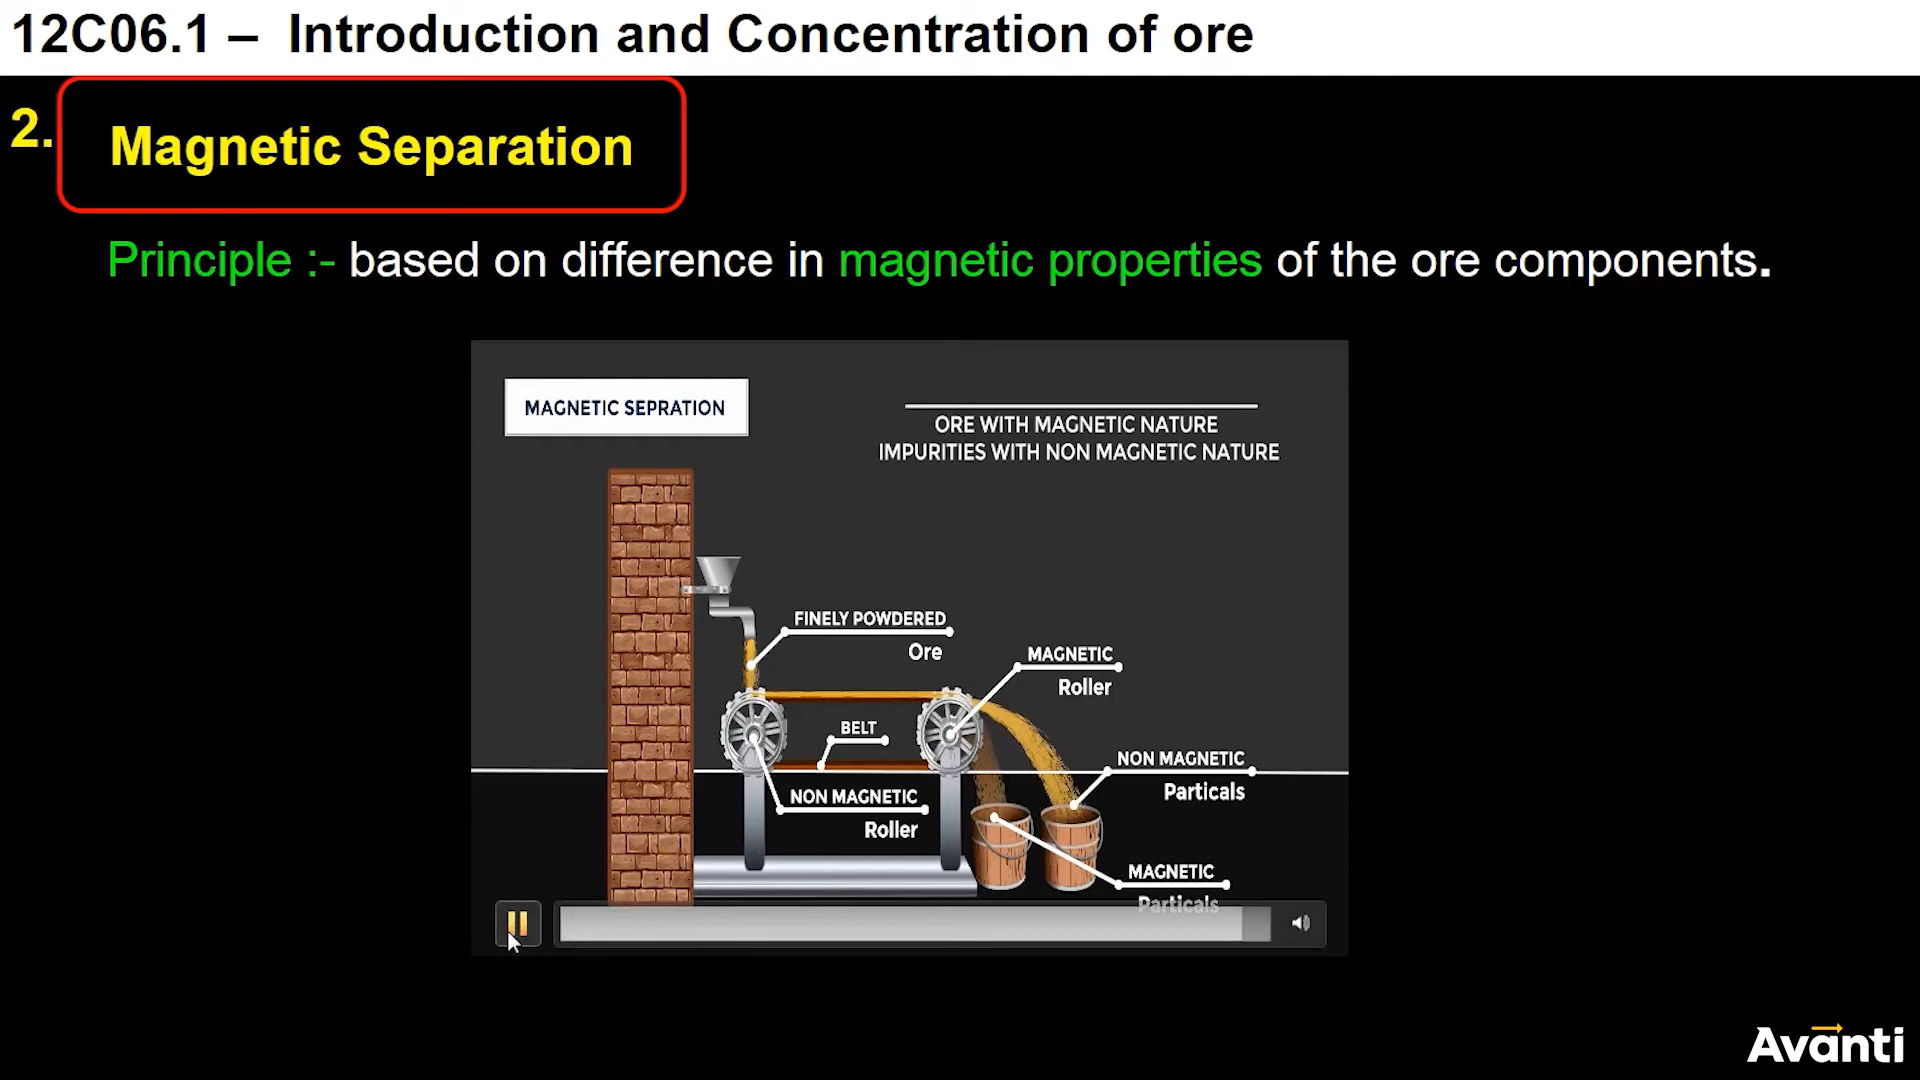 12C06.1 – Introduction and Concentration of ore
2.
Magnetic Separation
Principle :- based on difference in magnetic properties of the ore components.
MAGNETIC SEPRATION
ORE WITH MAGNETIC NATURE
IMPURITIES WITH NON MAGNETIC NATURE
FINELY POWDERED
Ore
MAGNETIC
Roller
BELT
NON MAGNETIC
Particals
NON MAGNETIC
Roller
MAGNETIC
Particals
Avanti